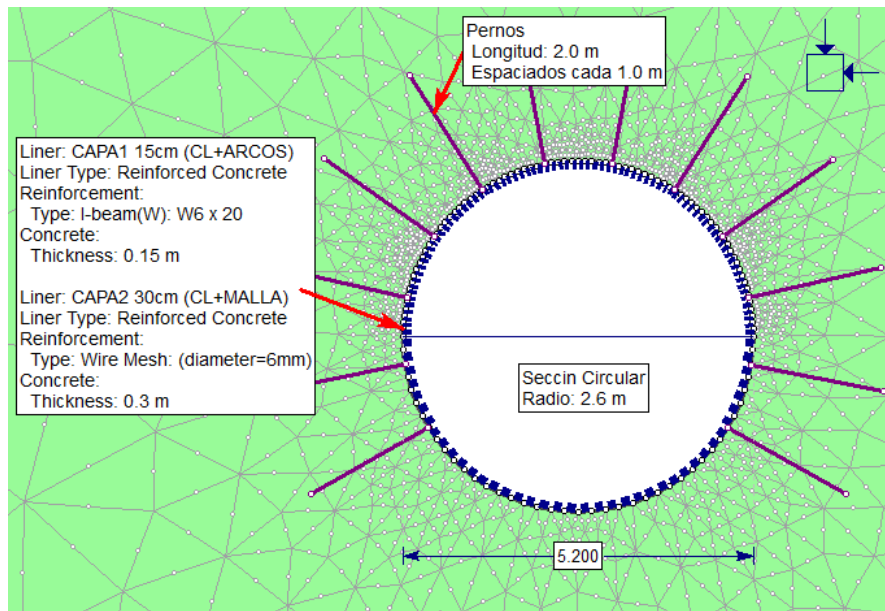 Pernos
Longitud: 2.0 m
Espaciados cada 1.0 m
Liner: CAPA1 15cm (CL+ARCOS)
Liner Type: Reinforced Concrete
Reinforcement:
Type: I-beam(W): W6 x 20
Concrete:
Thickness: 0.15 m
Liner: CAPA2 30cm (CL+MALLA)
Liner Type: Reinforced Concrete
Reinforcement:
Type: Wire Mesh: (diameter=6mm)
Concrete:
Thickness: 0.3 m
Seccin Circular
Radio: 2.6 m
5.200